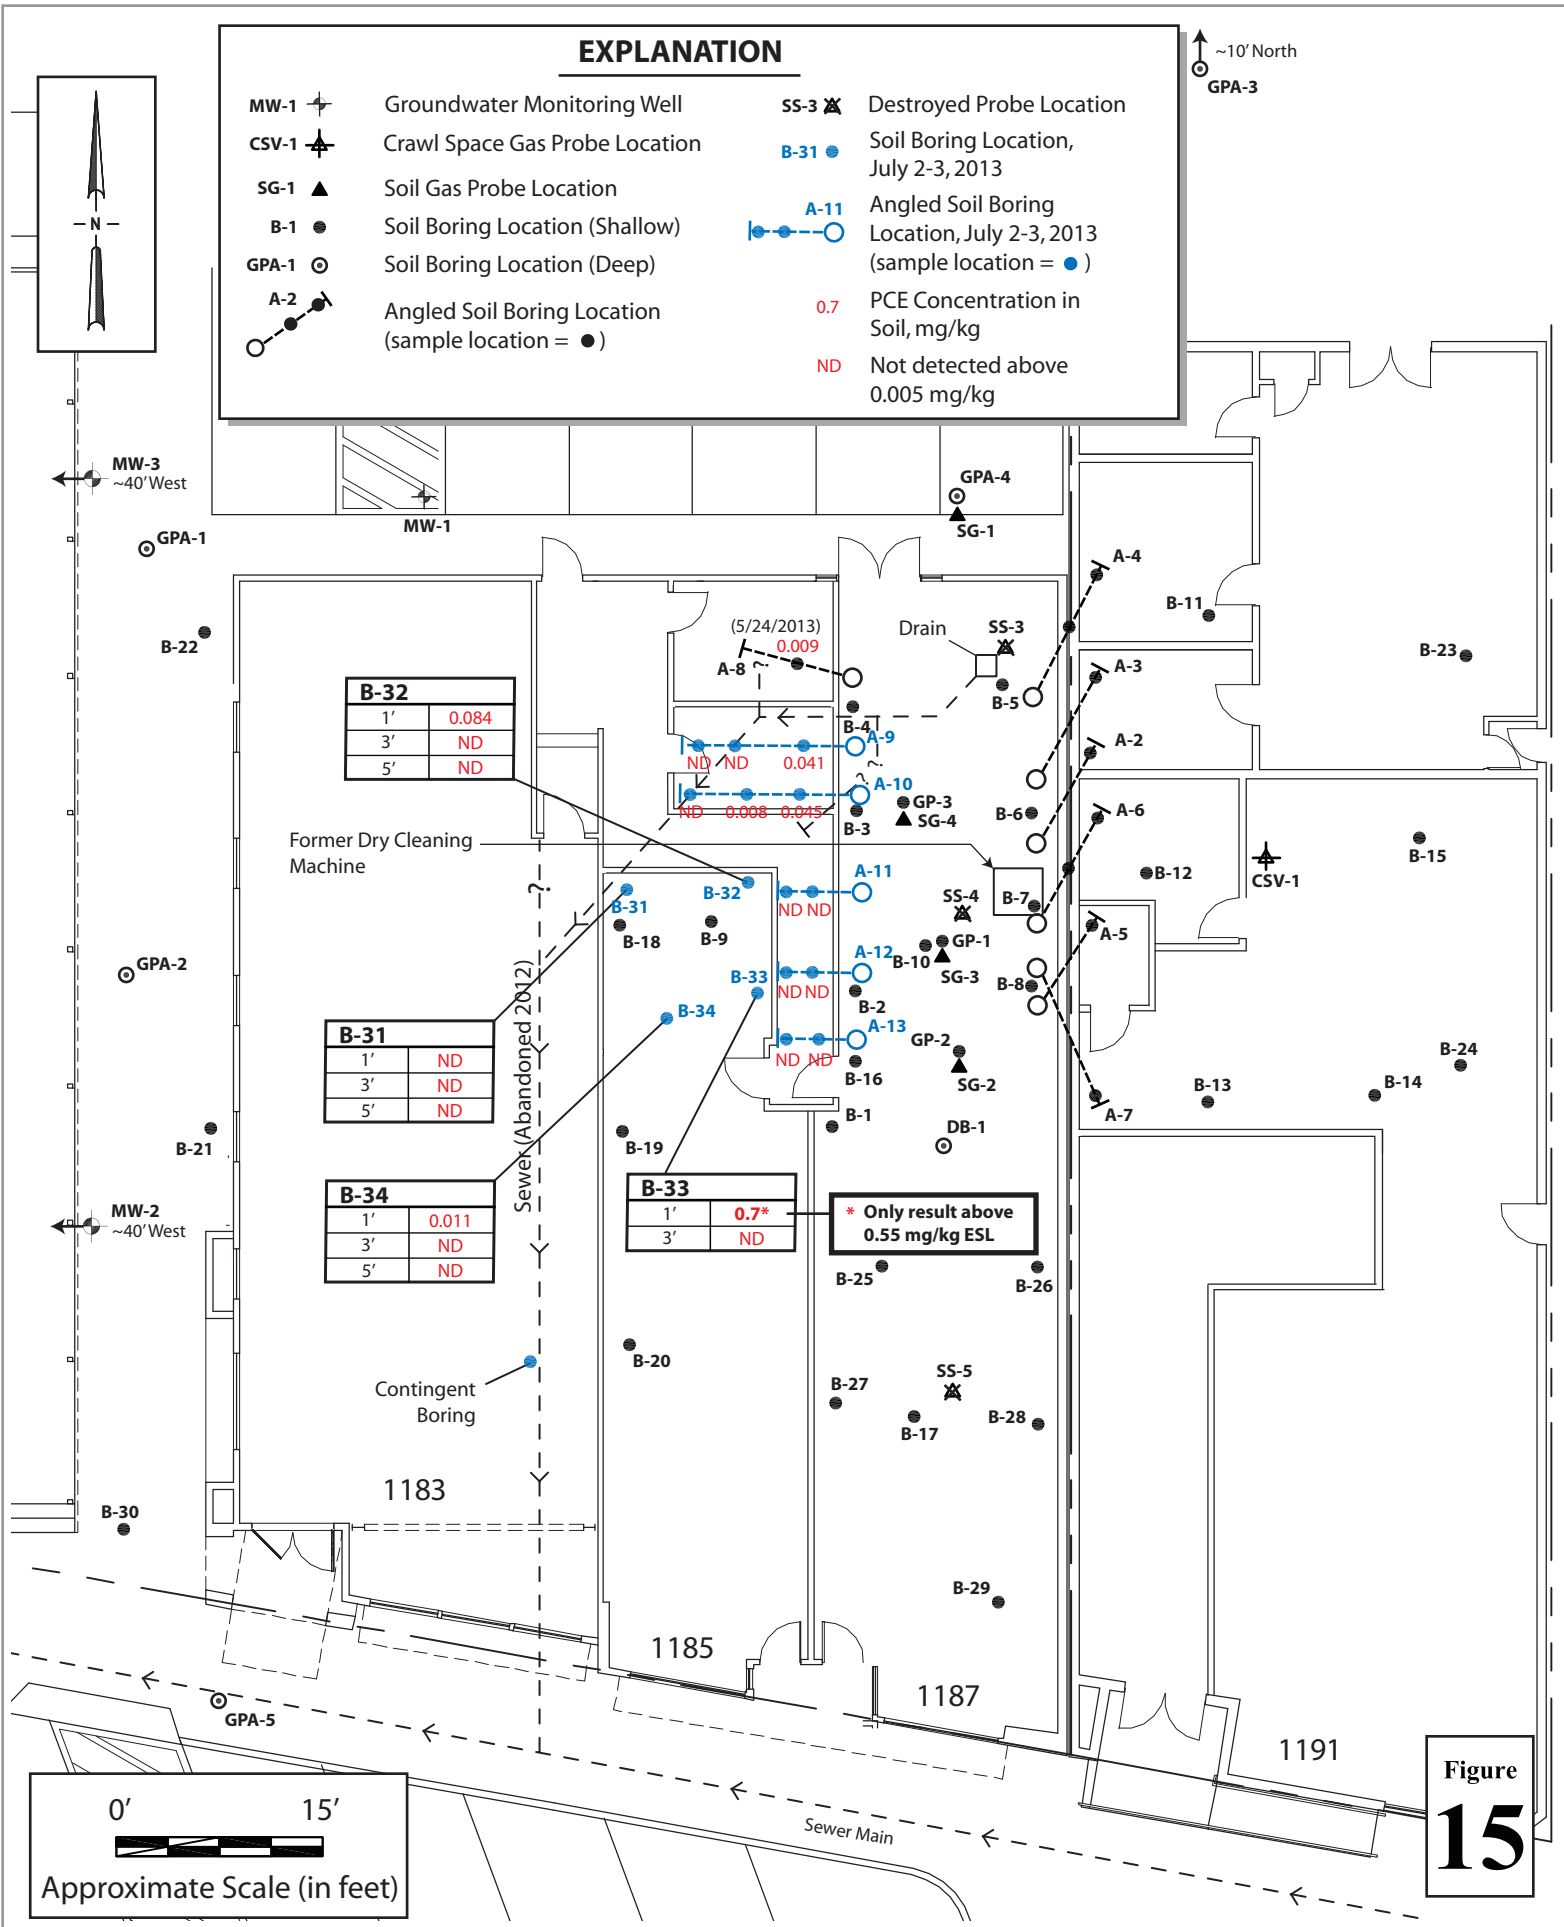 EXPLANATION
MW-1 Groundwater Monitoring Well
CSV-1 Crawl Space Gas Probe Location
SG-1 Soil Gas Probe Location
B-1 Soil Boring Location (Shallow)
GPA-1 Soil Boring Location (Deep)
A-2 Angled Soil Boring Location
(sample location = )
SS-3 Destroyed Probe Location
B-31 Soil Boring Location,
July 2-3, 2013
A-11 Angled Soil Boring
Location, July 2-3, 2013
(sample location = )
0.7 PCE Concentration in
Soil, mg/kg
ND Not detected above
0.005 mg/kg
~10' North
GPA-3
N
MW-3
~40' West
MW-1
GPA-4
SG-1
GPA-1
A-4
B-11
B-22
(5/24/2013)
0.009
A-8
?
Drain
SS-3
B-23
A-3
B-5
B-4
A-9
ND ND 0.041
?
A-2
B-32
1' 0.084
3' ND
5' ND
A-10
?
ND 0.008 0.045
B-3
GP-3
SG-4
B-6
A-6
Former Dry Cleaning
Machine
B-15
CSV-1
B-12
A-11
ND ND
?
B-31
B-32
B-18
B-9
SS-4
B-7
A-5
GP-1
B-10
SG-3
A-12
ND ND
B-2
B-8
GPA-2
B-33
B-34
Sewer (Abandoned 2012)
B-31
1' ND
3' ND
5' ND
A-13
ND ND
B-16
GP-2
SG-2
B-24
B-14
B-13
A-7
B-21
B-19
B-1
DB-1
B-34
1' 0.011
3' ND
5' ND
B-33
1' 0.7*
3' ND
* Only result above
0.55 mg/kg ESL
MW-2
~40' West
B-25
B-26
B-20
Contingent
Boring
B-27
SS-5
B-17
B-28
1183
B-30
B-29
1185
1187
GPA-5
1191
Sewer Main
0' 15'
Approximate Scale (in feet)
Figure
15